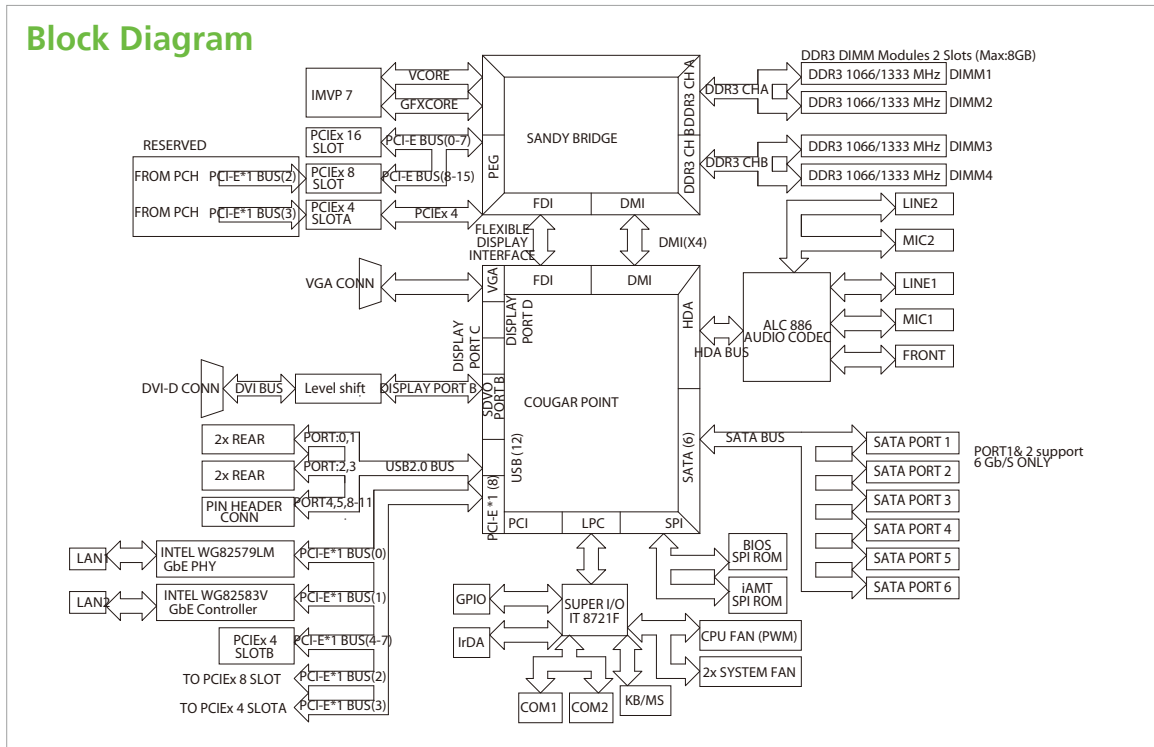 Block Diagram
DDR3 DIMM Modules 2 Slots (Max:8GB)
IMVP 7
VCORE
GFXCORE
SANDY BRIDGE
DDR3 CH A
DDR3 CH B
DDR3 CHA
DDR3 1066/1333 MHz DIMM1
DDR3 1066/1333 MHz DIMM2
DDR3 CHB
DDR3 1066/1333 MHz DIMM3
DDR3 1066/1333 MHz DIMM4
RESERVED
PCIEx 16
SLOT
PCI-E BUS(0-7)
PEG
FROM PCH
PCI-E*1 BUS(2)
PCIEx 8
SLOT
PCI-E BUS(8-15)
FROM PCH
PCI-E*1 BUS(3)
PCIEx 4
SLOTA
PCIEx 4
FDI
DMI
FLEXIBLE
DISPLAY
INTERFACE
DMI(X4)
LINE2
MIC2
LINE1
MIC1
FRONT
ALC 886
AUDIO CODEC
HDA BUS
HDA
VGA CONN
VGA
FDI
DMI
DISPLAY
PORT D
DISPLAY
PORT C
COUGAR POINT
DVI-D CONN
DVI BUS
Level shift
DISPLAY PORT B
SDVO
PORT B
2x REAR
PORT:0,1
2x REAR
PORT:2,3
USB2.0 BUS
USB (12)
PIN HEADER
CONN
PORT4,5,8-11
PCI-E *1 (8)
PCI
LPC
SPI
SATA (6)
SATA BUS
SATA PORT 1
SATA PORT 2
SATA PORT 3
SATA PORT 4
SATA PORT 5
SATA PORT 6
PORT1& 2 support
6 Gb/S ONLY
LAN1
INTEL WG82579LM
GbE PHY
PCI-E*1 BUS(0)
LAN2
INTEL WG82583V
GbE Controller
PCI-E*1 BUS(1)
PCIEx 4
SLOTB
PCI-E*1 BUS(4-7)
TO PCIEx 8 SLOT
PCI-E*1 BUS(2)
TO PCIEx 4 SLOTA
PCI-E*1 BUS(3)
BIOS
SPI ROM
iAMT
SPI ROM
GPIO
IrDA
SUPER I/O
IT 8721F
CPU FAN (PWM)
2x SYSTEM FAN
COM1
COM2
KB/MS